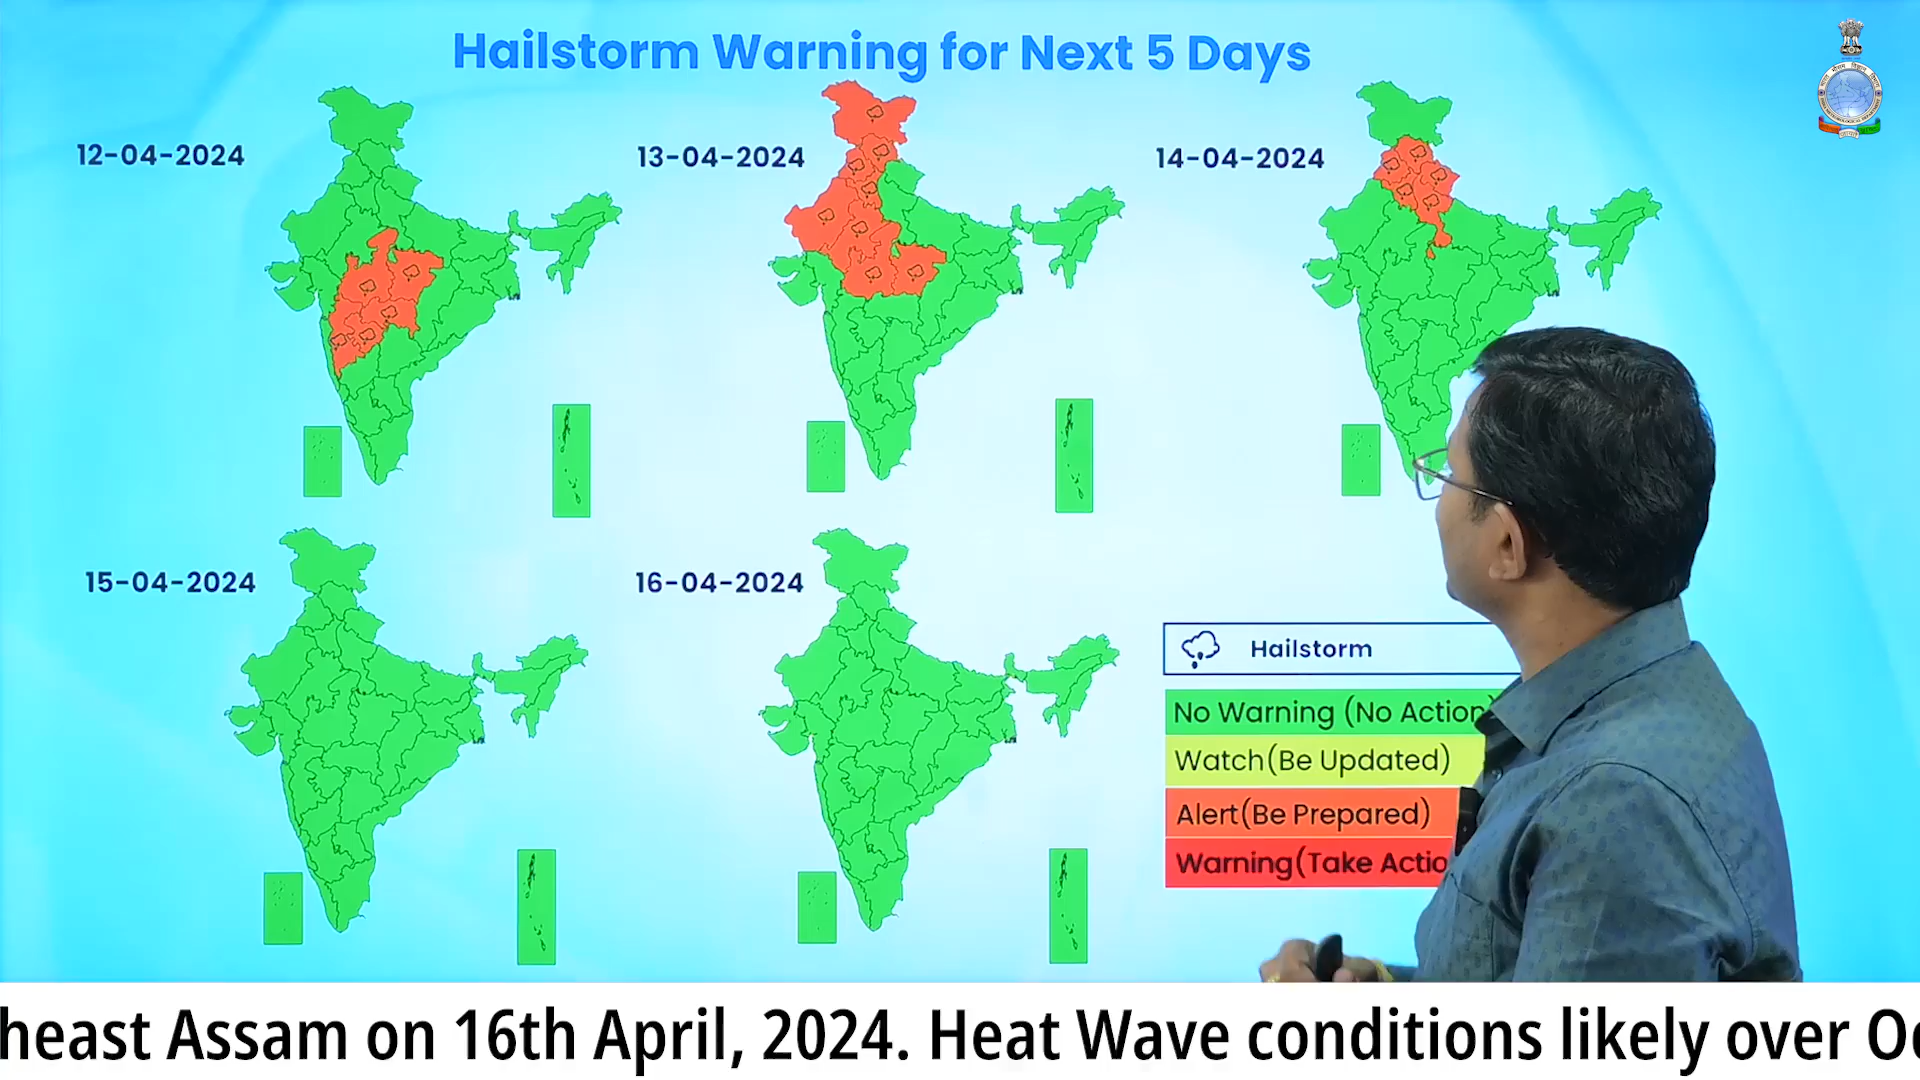 Hailstorm Warning for Next 5 Days
12-04-2024
13-04-2024
14-04-2024
15-04-2024
16-04-2024
Hailstorm
No Warning (No Action)
Watch(Be Updated)
Alert(Be Prepared)
Warning(Take Actio
heast Assam on 16th April, 2024. Heat Wave conditions likely over